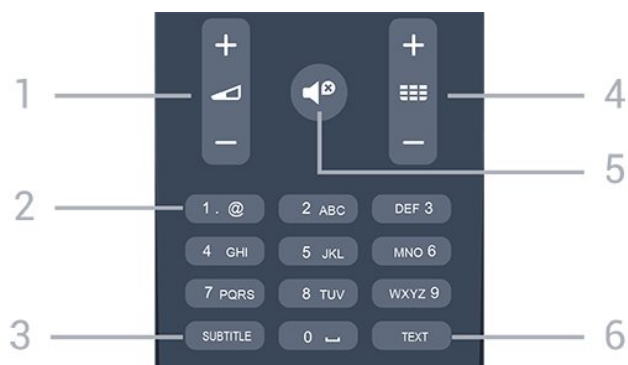 + +
1 4
- -
5
2 1 . @ 2 ABC DEF 3
4 GHI 5 JKL MNO 6
7 PQRS 8 TUV WXYZ 9
3 SUBTITLE 0 ⎵ TEXT 6